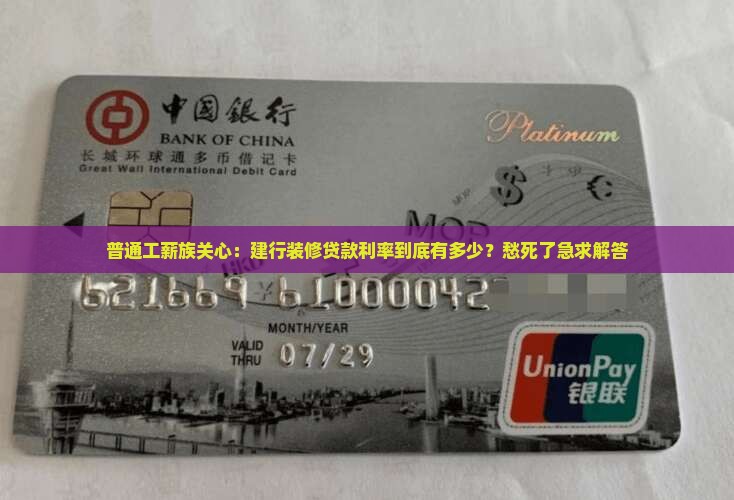 中國銀行
BANK OF CHINA
长城环球通多币借记卡
Great Wall International Debit Card
Platinum
$ €
MOP
普通工薪族关心：建行装修贷款利率到底有多少？愁死了急求解答
HKD
621669 61000042
MONTH/YEAR
VALID THRU 07/29
UnionPay
银联